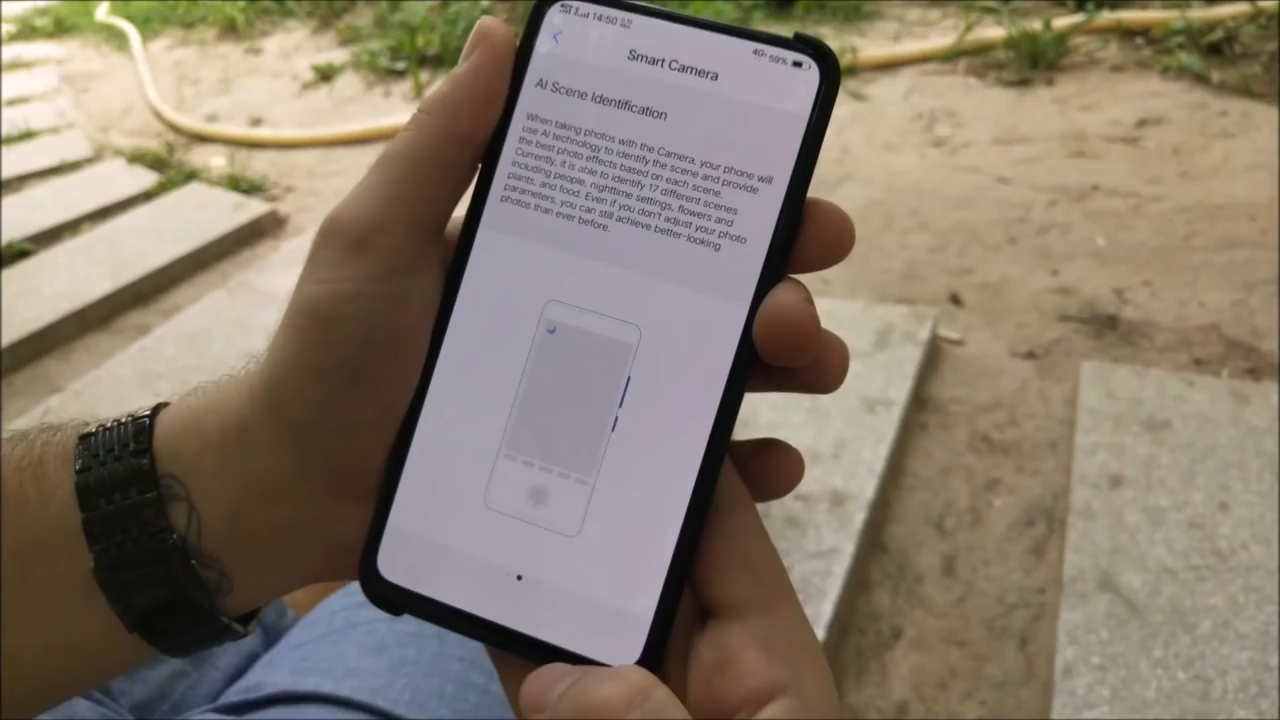 14:50
4G 59%
Smart Camera
AI Scene Identification
When taking photos with the Camera, your phone will
use AI technology to identify the scene and provide
the best photo effects based on each scene.
Currently, it is able to identify 17 different scenes
including people, nighttime settings, flowers and
plants, and food. Even if you don't adjust your photo
parameters, you can still achieve better-looking
photos than ever before.